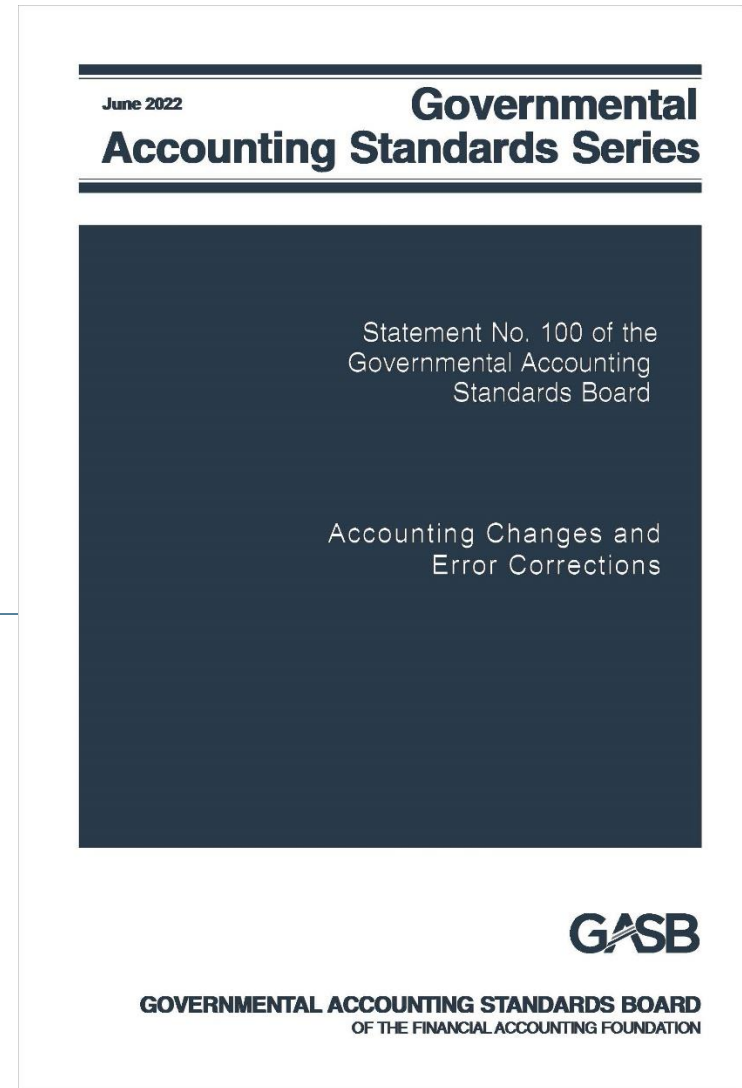 June 2022
Governmental
Accounting Standards Series
Statement No. 100 of the
Governmental Accounting
Standards Board
Accounting Changes and
Error Corrections
GASB
GOVERNMENTAL ACCOUNTING STANDARDS BOARD
OF THE FINANCIAL ACCOUNTING FOUNDATION